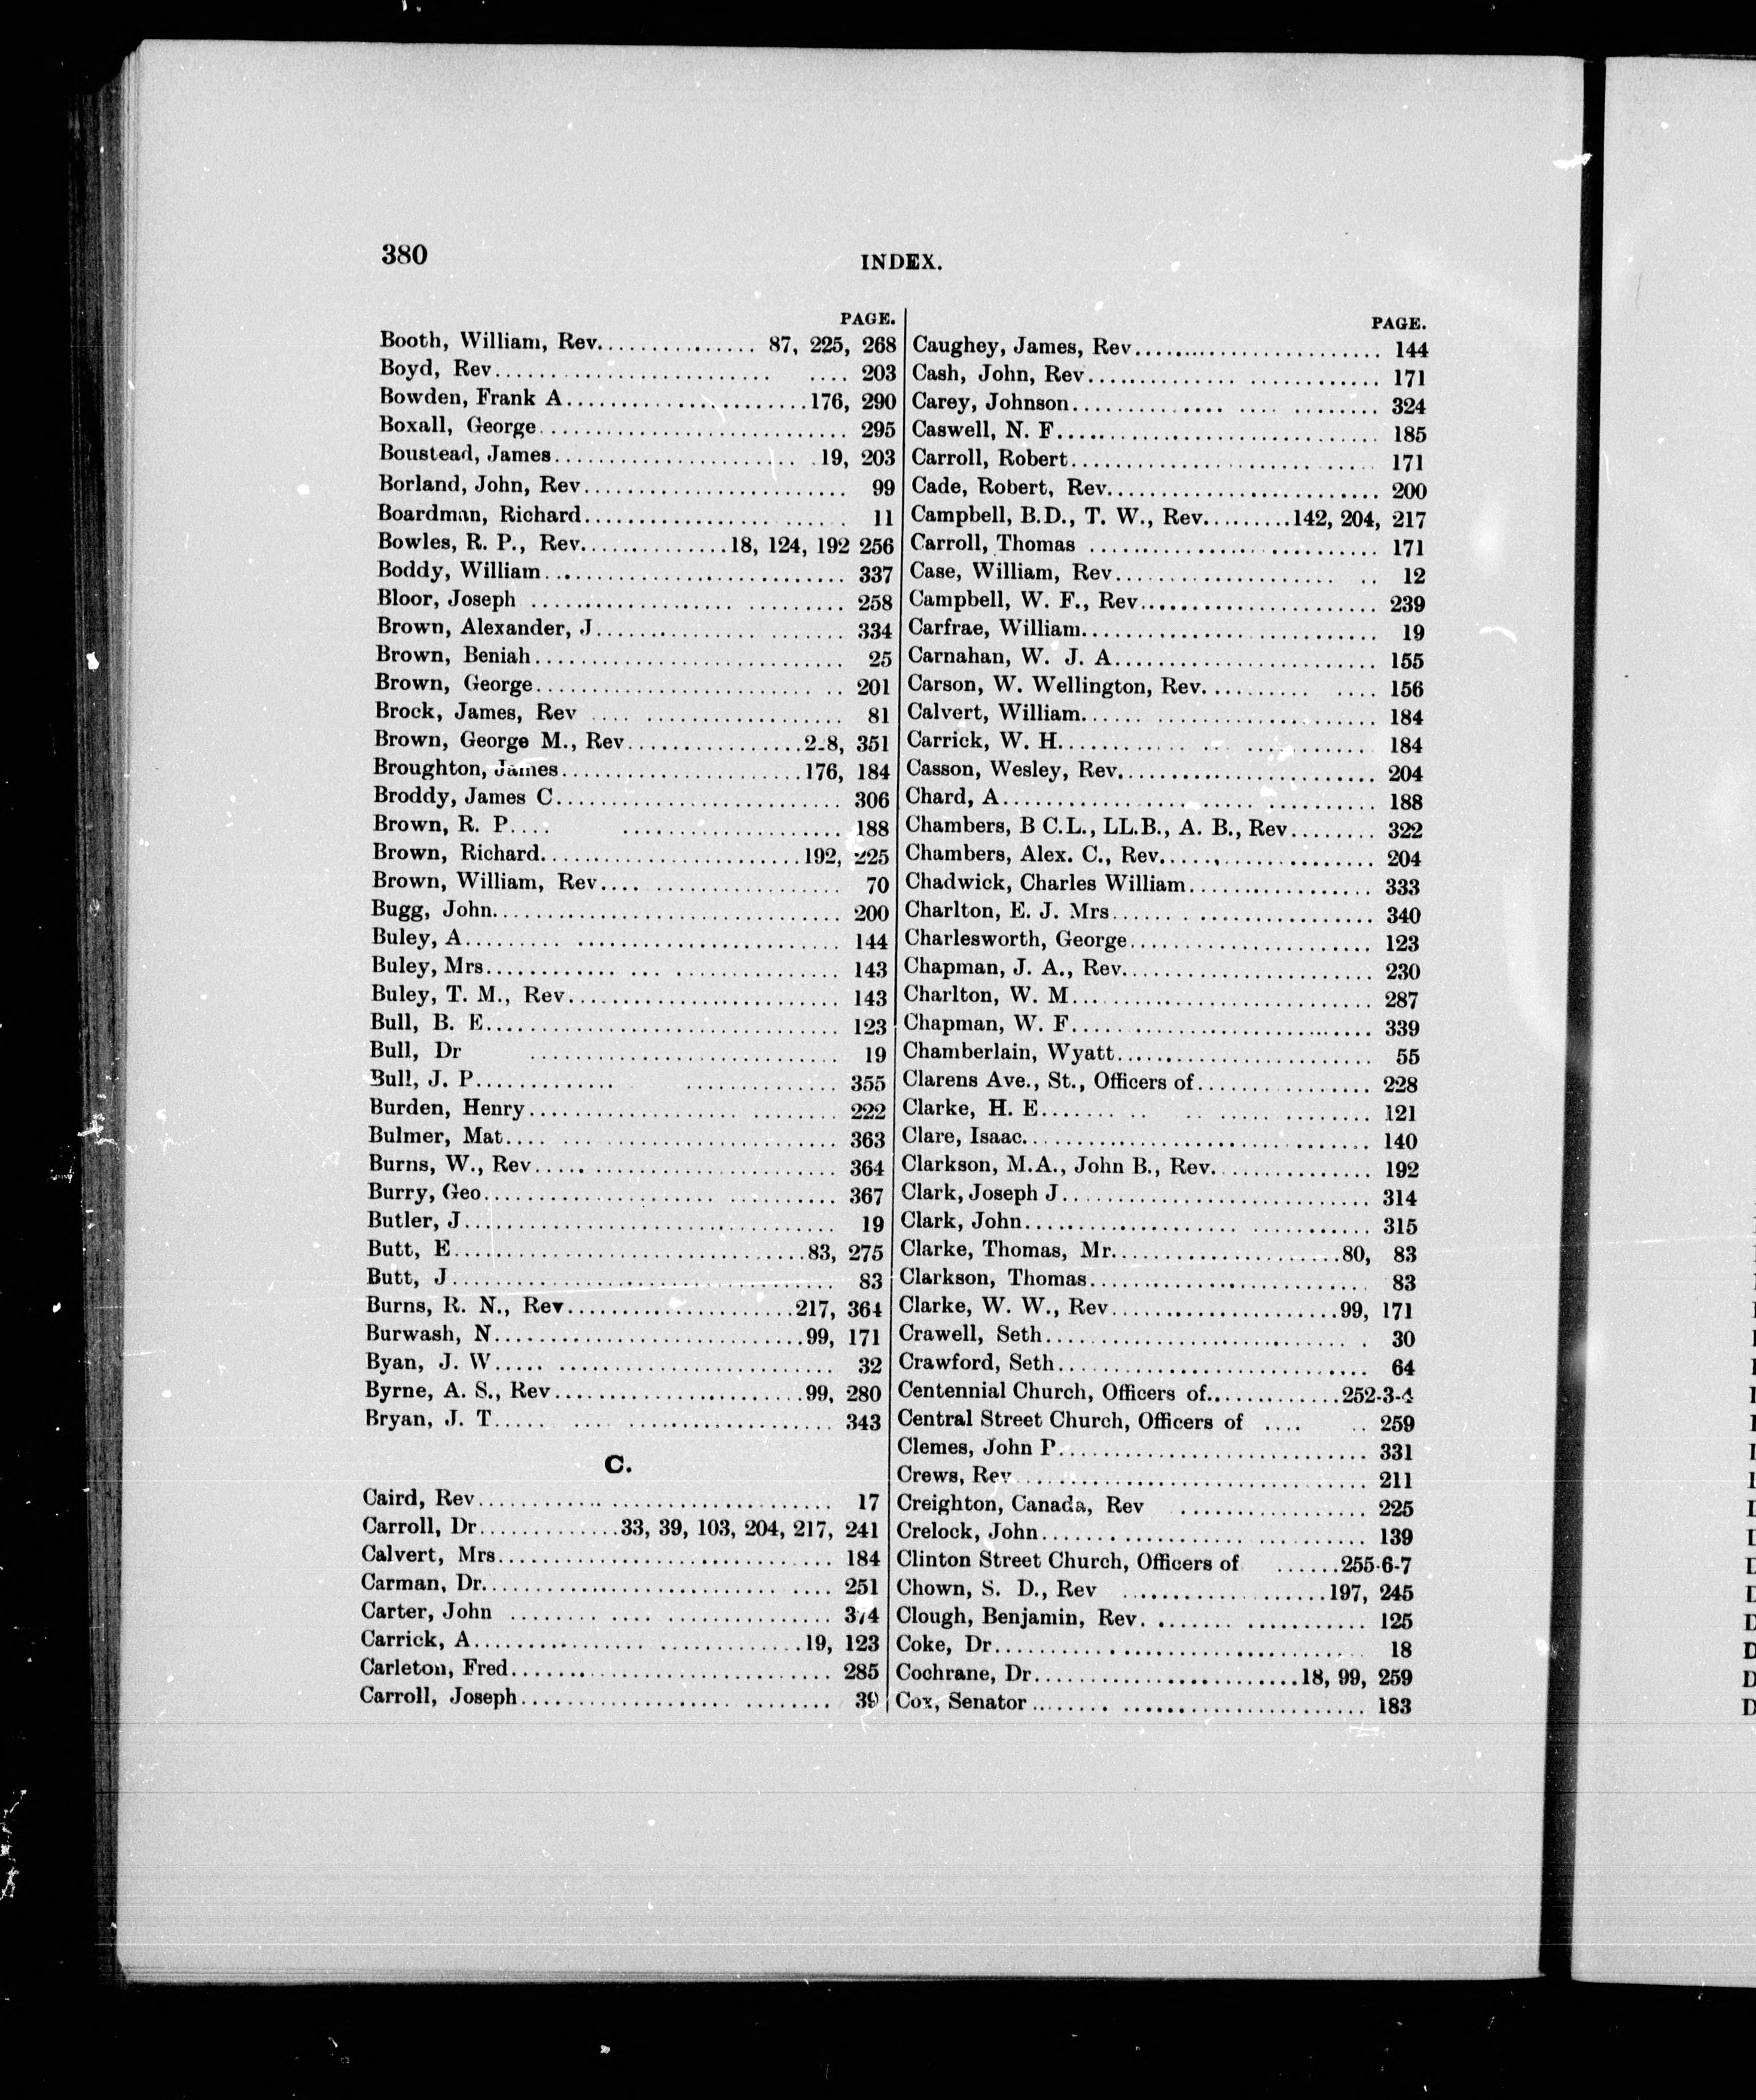 380
INDEX.
PAGE.
Booth, William, Rev................ 87, 225, 268
Boyd, Rev.......................... .... 203
Bowden, Frank A.......................176, 290
Boxall, George............................. 295
Boustead, James....................... .19, 203
Borland, John, Rev......................... 99
Boardman, Richard................. ...... 11
Bowles, R. P., Rev...............18, 124, 192 256
Boddy, William............................ 337
Bloor, Joseph ..................... ......... 258
Brown, Alexander, J............... ........ 334
Brown, Beniah............................. 25
Brown, George............................. 201
Brock, James, Rev .... ................... 81
Brown, George M., Rev.................2-8, 351
Broughton, James.......................176, 184
Broddy, James C........................... 306
Brown, R. P.... ..................... 188
Brown, Richard.........................192, 225
Brown, William, Rev.... .................. 70
Bugg, John................................ 200
Buley, A......... ......................... 144
Buley, Mrs............ ... ............... 143
Buley, T. M., Rev.......................... 143
Bull, B. E................................. 123
Bull, Dr ............................. 19
Bull, J. P............. .............. 355
Burden, Henry..................... ........ 222
Bulmer, Mat.... .......................... 363
Burns, W., Rev..... ....................... 364
Burry, Geo....................... .......... 367
Butler, J................................... 19
Butt, E..................................83, 275
Butt, J.................................... 83
Burns, R. N., Rev......................217, 364
Burwash, N..............................99, 171
Byan, J. W..... .......................... 32
Byrne, A. S., Rev........................99, 280
Bryan, J. T..... .... .................... 343
C.
Caird, Rev............ ..................... 17
Carroll, Dr.............33, 39, 103, 204, 217, 241
Calvert, Mrs................................ 184
Carman, Dr............................ .... 251
Carter, John ......... .... ................ 374
Carrick, A................ ...............19, 123
Carleton, Fred.............................. 285
Carroll, Joseph.................... ........ 39
PAGE.
Caughey, James, Rev........................ 144
Cash, John, Rev.............. ............ 171
Carey, Johnson.............. .... ........ 324
Caswell, N. F.............................. 185
Carroll, Robert............................ 171
Cade, Robert, Rev.......................... 200
Campbell, B.D., T. W., Rev.........142, 204, 217
Carroll, Thomas ........................... 171
Case, William, Rev..................... .. 12
Campbell, W. F., Rev....................... 239
Carfrae, William............................ 19
Carnahan, W. J. A.......................... 155
Carson, W. Wellington, Rev.......... .... 156
Calvert, William...... ..................... 184
Carrick, W. H............ .. ............ 184
Casson, Wesley, Rev......................... 204
Chard, A........................ .......... 188
Chambers, B C.L., LL.B., A. B., Rev........ 322
Chambers, Alex. C., Rev.....,............... 204
Chadwick, Charles William.................. 333
Charlton, E. J. Mrs...... . ................. 340
Charlesworth, George....................... 123
Chapman, J. A., Rev........................ 230
Charlton, W. M............................. 287
Chapman, W. F............................. 339
Chamberlain, Wyatt........................ 55
Clarens Ave., St., Officers of................. 228
Clarke, H. E....... .. .. ............... 121
Clare, Isaac................................. 140
Clarkson, M.A., John B., Rev............... 192
Clark, Joseph J.............................. 314
Clark, John..................... ........... 315
Clarke, Thomas, Mr......................80, 83
Clarkson, Thomas........................... 83
Clarke, W. W., Rev......................99, 171
Crawell, Seth............................. . 30
Crawford, Seth.............................. 64
Centennial Church, Officers of.............252-3-4
Central Street Church, Officers of .... .. 259
Clemes, John P............................. 331
Crews, Rev................................. 211
Creighton, Canada, Rev .................. 225
Crelock, John............................... 139
Clinton Street Church, Officers of ......255-6-7
Chown, S. D., Rev ....................197, 245
Clough, Benjamin, Rev. ....... ............ 125
Coke, Dr................................... 18
Cochrane, Dr..........................18, 99, 259
Cox, Senator ........ ....................... 183